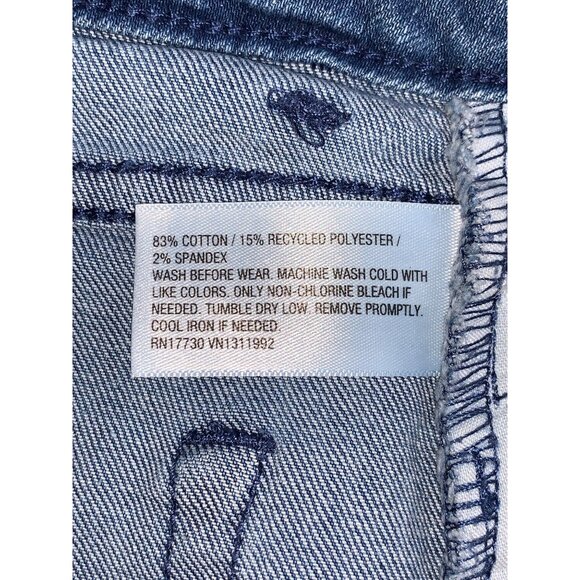 83% COTTON / 15% RECYCLED POLYESTER /
2% SPANDEX
WASH BEFORE WEAR. MACHINE WASH COLD WITH
LIKE COLORS. ONLY NON-CHLORINE BLEACH IF
NEEDED. TUMBLE DRY LOW. REMOVE PROMPTLY.
COOL IRON IF NEEDED.
RN17730 VN1311992